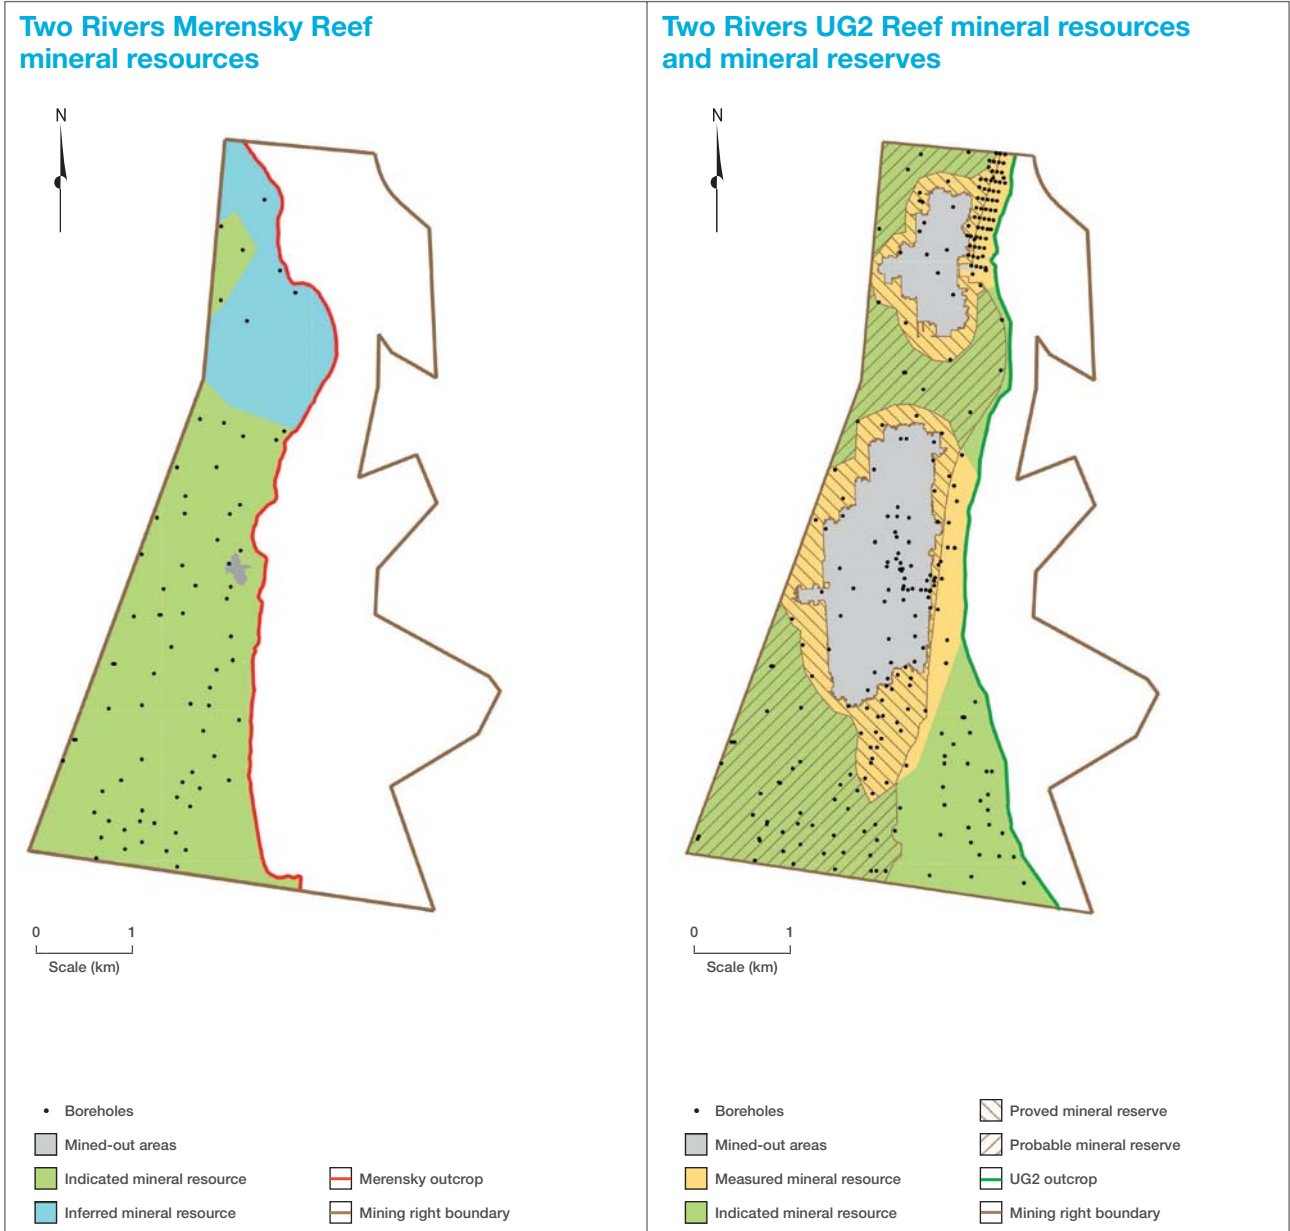 Two Rivers Merensky Reef
mineral resources
N
0 1
Scale (km)
Boreholes
Mined-out areas
Indicated mineral resource
Inferred mineral resource
Merensky outcrop
Mining right boundary
Two Rivers UG2 Reef mineral resources
and mineral reserves
N
0 1
Scale (km)
Boreholes
Mined-out areas
Measured mineral resource
Indicated mineral resource
Proved mineral reserve
Probable mineral reserve
UG2 outcrop
Mining right boundary